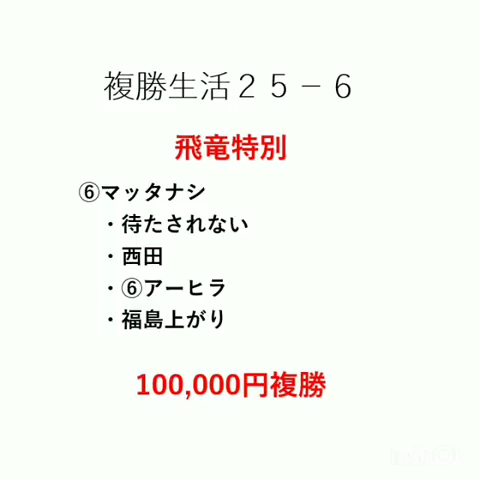 複勝生活２５－６
飛竜特別
⑥マッタナシ
・待たされない
・西田
・⑥アーヒラ
・福島上がり
100,000円複勝